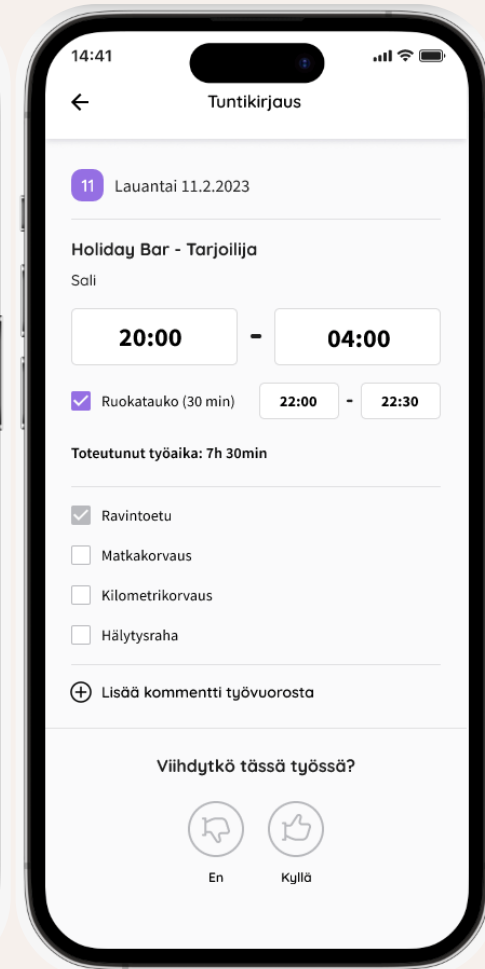 14:41
Tuntikirjaus
11 Lauantai 11.2.2023
Holiday Bar - Tarjoilija
Sali
20:00 - 04:00
Ruokatauko (30 min) 22:00 - 22:30
Toteutunut työaika: 7h 30min
Ravintoetu
Matkakorvaus
Kilometrikorvaus
Hälytysraha
Lisää kommentti työvuorosta
Viihdytkö tässä työssä?
En Kyllä